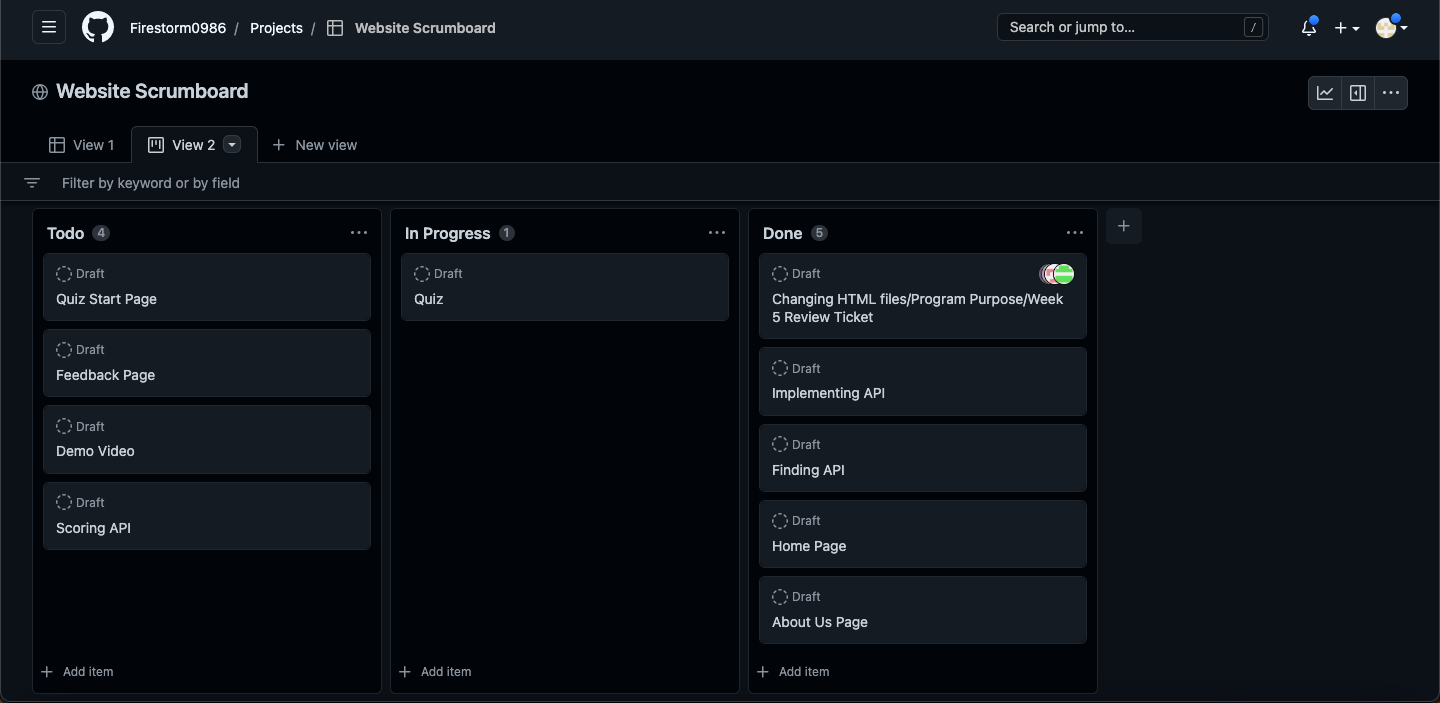 Firestorm0986 / Projects / Website Scrumboard
Search or jump to... /
Website Scrumboard
View 1
View 2
New view
Filter by keyword or by field
Todo 4
Draft
Quiz Start Page
Draft
Feedback Page
Draft
Demo Video
Draft
Scoring API
Add item
In Progress 1
Draft
Quiz
Add item
Done 5
Draft
Changing HTML files/Program Purpose/Week
5 Review Ticket
Draft
Implementing API
Draft
Finding API
Draft
Home Page
Draft
About Us Page
Add item